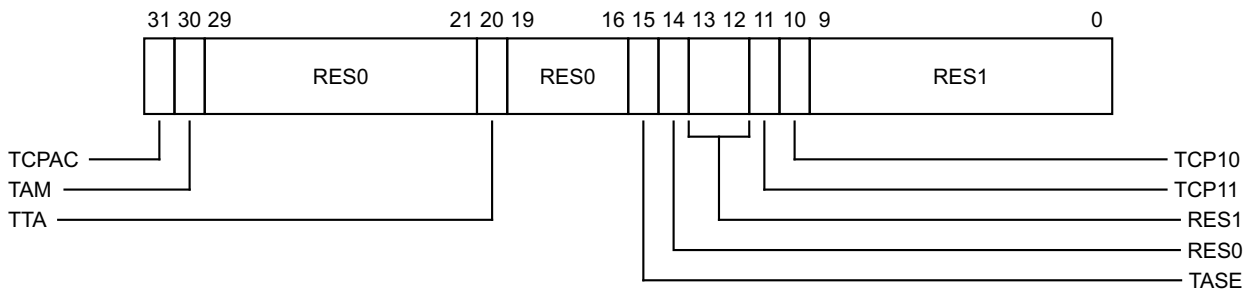 31 30 29 21 20 19 16 15 14 13 12 11 10 9 0
RES0 RES0 RES1
TCPAC TCP10
TAM TCP11
TTA RES1
RES0
TASE